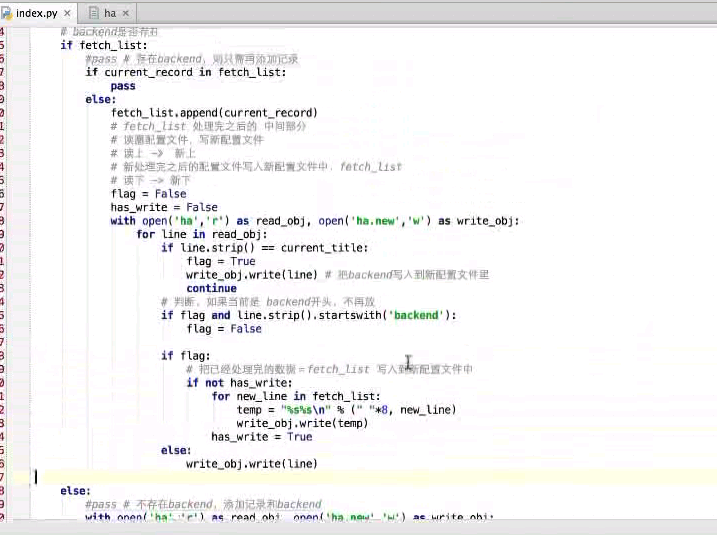 index.py × ha ×
# backend是否存在
if fetch_list:
#pass # 存在backend，则只需再添加记录
if current_record in fetch_list:
pass
else:
fetch_list.append(current_record)
# fetch_list 处理完之后的 中间部分
# 读圈配置文件，写新配置文件
# 读上 —> 新上
# 新处理完之后的配置文件写入新配置文件中，fetch_list
# 读下 —> 新下
flag = False
has_write = False
with open('ha','r') as read_obj, open('ha.new','w') as write_obj:
for line in read_obj:
if line.strip() == current_title:
flag = True
write_obj.write(line) # 把backend写入到新配置文件里
continue
# 判断，如果当前是 backend开头，不再放
if flag and line.strip().startswith('backend'):
flag = False
if flag:
# 把已经处理完的数据＝fetch_list 写入到新配置文件中
if not has_write:
for new_line in fetch_list:
temp = "%s%s\n" % (" "*8, new_line)
write_obj.write(temp)
has_write = True
else:
write_obj.write(line)
else:
#pass # 不存在backend，添加记录和backend
with open('ha','r') as read_obj, open('ha.new','w') as write_obj: